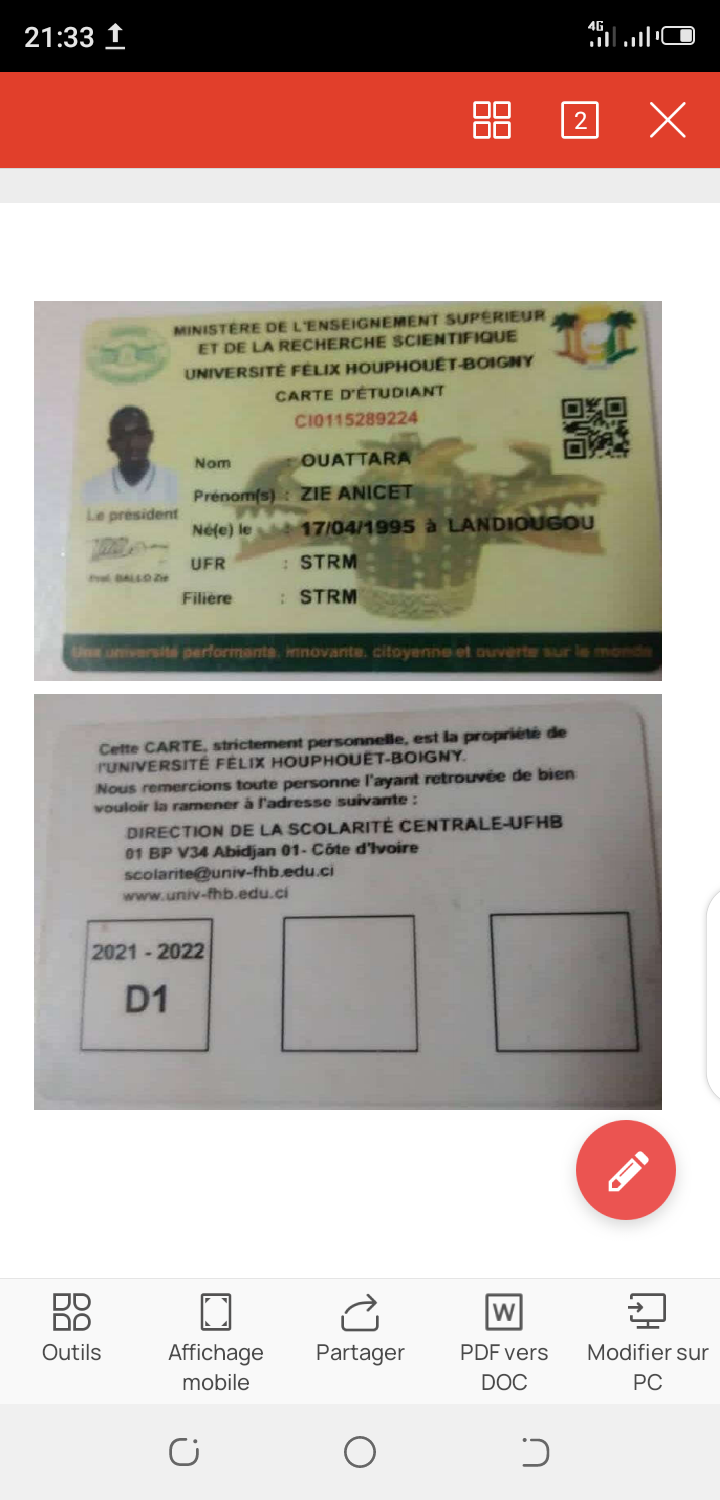 21:33
4G
2
MINISTÈRE DE L'ENSEIGNEMENT SUPÉRIEUR
ET DE LA RECHERCHE SCIENTIFIQUE
UNIVERSITÉ FÉLIX HOUPHOUËT-BOIGNY
CARTE D'ÉTUDIANT
CI0115289224
Nom : OUATTARA
Prénom(s) : ZIE ANICET
Le président
Né(e) le : 17/04/1995 à LANDIOUGOU
UFR : STRM
Prof. BALLO Zié
Filière : STRM
Une université performante, innovante, citoyenne et ouverte sur le monde
Cette CARTE, strictement personnelle, est la propriété de
l'UNIVERSITÉ FÉLIX HOUPHOUËT-BOIGNY.
Nous remercions toute personne l'ayant retrouvée de bien
vouloir la ramener à l'adresse suivante :
DIRECTION DE LA SCOLARITÉ CENTRALE-UFHB
01 BP V34 Abidjan 01- Côte d'Ivoire
scolarite@univ-fhb.edu.ci
www.univ-fhb.edu.ci
2021 - 2022
D1
Outils
Affichage mobile
Partager
PDF vers DOC
Modifier sur PC